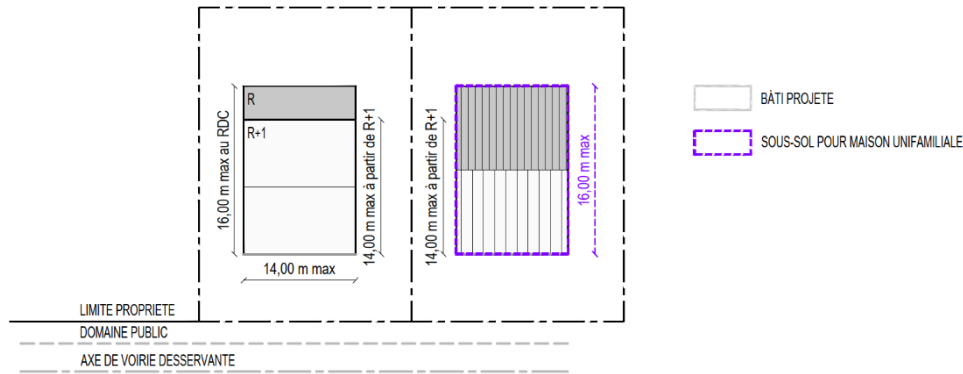 R
R+1
16,00 m max au RDC
14,00 m max à partir de R+1
14,00 m max
14,00 m max à partir de R+1
16,00 m max
BÂTI PROJETE
SOUS-SOL POUR MAISON UNIFAMILIALE
LIMITE PROPRIETE
DOMAINE PUBLIC
AXE DE VOIRIE DESSERVANTE